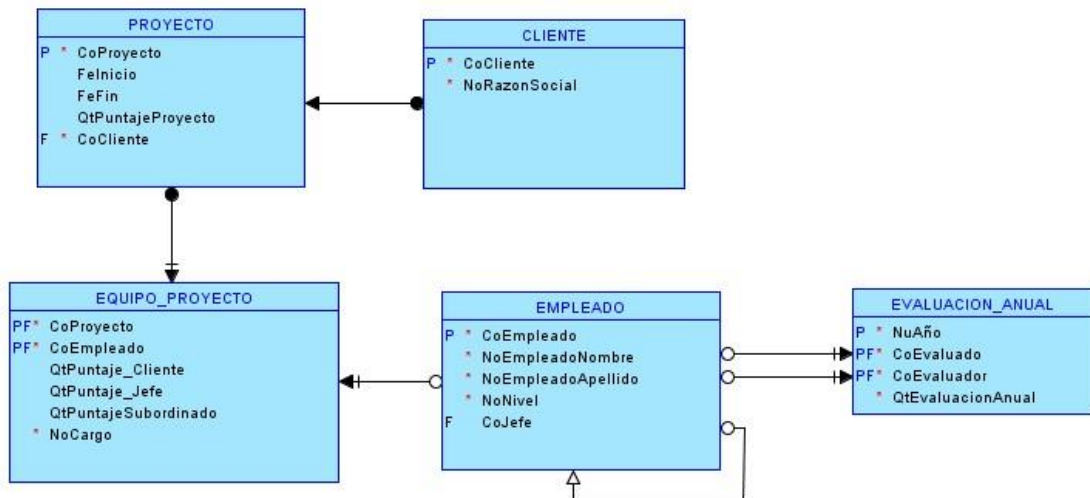 PROYECTO
P * CoProyecto
FeInicio
FeFin
QtPuntajeProyecto
F * CoCliente
CLIENTE
P * CoCliente
* NoRazonSocial
EQUIPO_PROYECTO
PF* CoProyecto
PF* CoEmpleado
QtPuntaje_Cliente
QtPuntaje_Jefe
QtPuntajeSubordinado
* NoCargo
EMPLEADO
P * CoEmpleado
* NoEmpleadoNombre
* NoEmpleadoApellido
* NoNivel
F CoJefe
EVALUACION_ANUAL
P * NuAño
PF* CoEvaluado
PF* CoEvaluador
* QtEvaluacionAnual